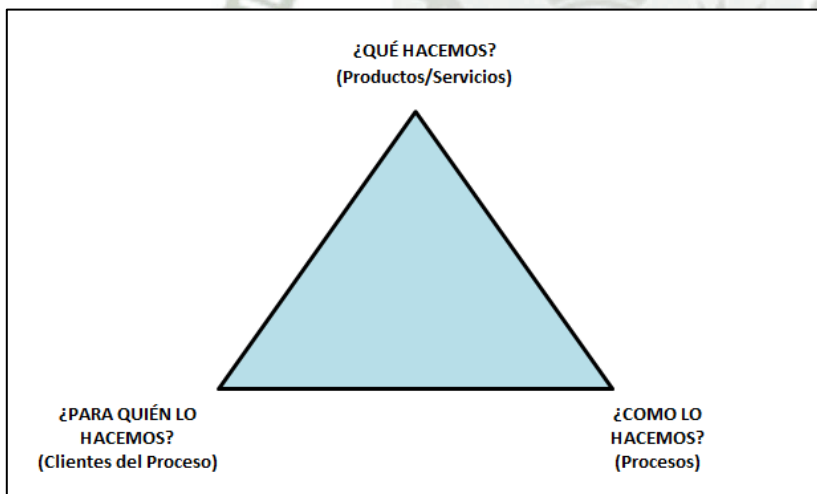 ¿QUÉ HACEMOS?
(Productos/Servicios)
¿PARA QUIÉN LO
HACEMOS?
(Clientes del Proceso)
¿COMO LO
HACEMOS?
(Procesos)